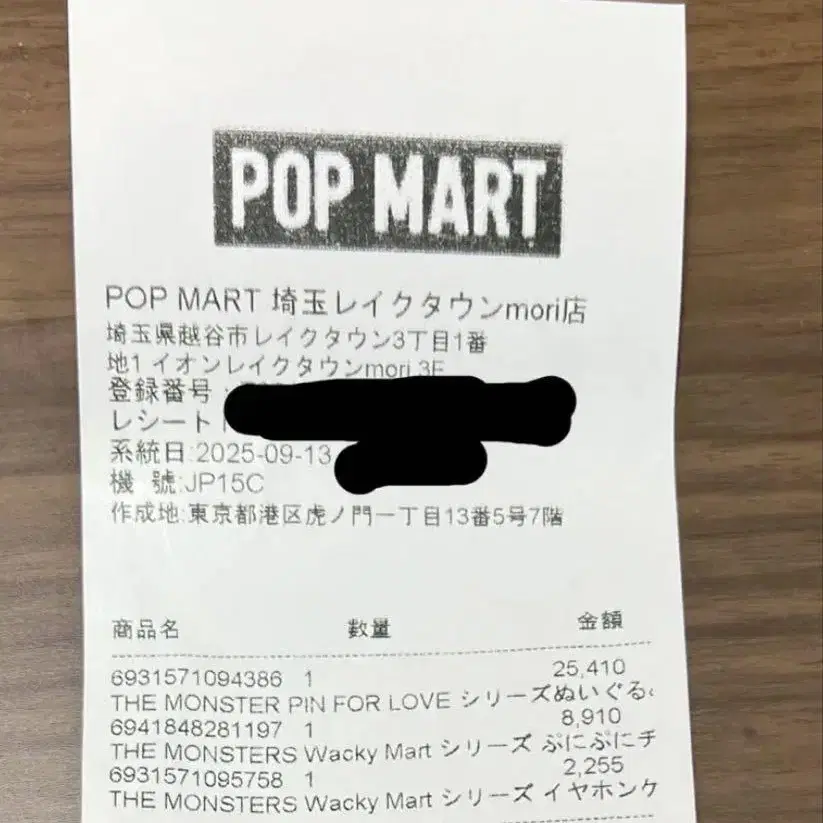 POP MART
POP MART 埼玉レイクタウンmori店
埼玉県越谷市レイクタウン3丁目1番
地1 イオンレイクタウンmori 3F
登録番号:
レシート
系統日:2025-09-13
機 號:JP15C
作成地:東京都港区虎ノ門一丁目13番5号7階
商品名 数量 金額
6931571094386 1 25,410
THE MONSTER PIN FOR LOVE シリーズぬいぐる
6941848281197 1 8,910
THE MONSTERS Wacky Mart シリーズ ぷにぷにチ
6931571095758 1 2,255
THE MONSTERS Wacky Mart シリーズ イヤホンケ